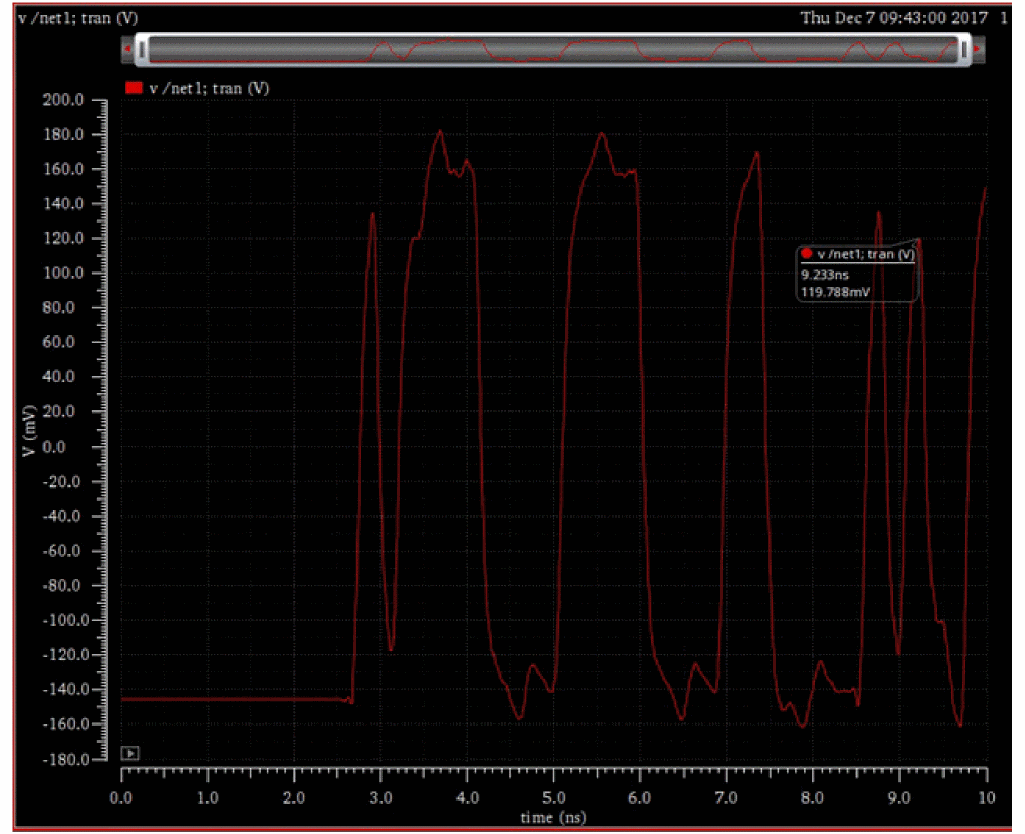 v /net1; tran (V)
Thu Dec 7 09:43:00 2017 1
v /net1; tran (V)
200.0
180.0
160.0
140.0
120.0
100.0
80.0
60.0
40.0
20.0
0.0
-20.0
-40.0
-60.0
-80.0
-100.0
-120.0
-140.0
-160.0
-180.0
V (mV)
v /net1; tran (V)
9.233ns
119.788mV
0.0 1.0 2.0 3.0 4.0 5.0 6.0 7.0 8.0 9.0 10
time (ns)